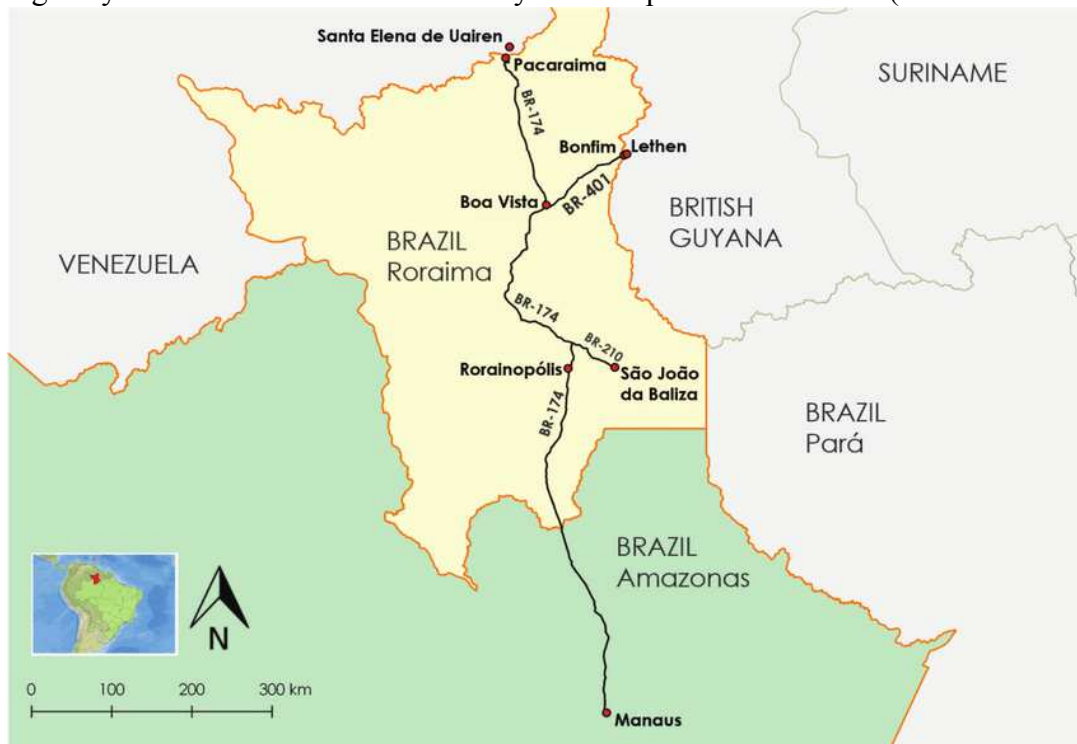 Santa Elena de Uairen
Pacaraima
SURINAME
BR-174
Bonfim
Lethen
BR-401
Boa Vista
BRITISH
GUYANA
BRAZIL
Roraima
VENEZUELA
BR-174
BR-210
Rorainopólis
São João
da Baliza
BR-174
BRAZIL
Pará
BRAZIL
Amazonas
N
0 100 200 300 km
Manaus